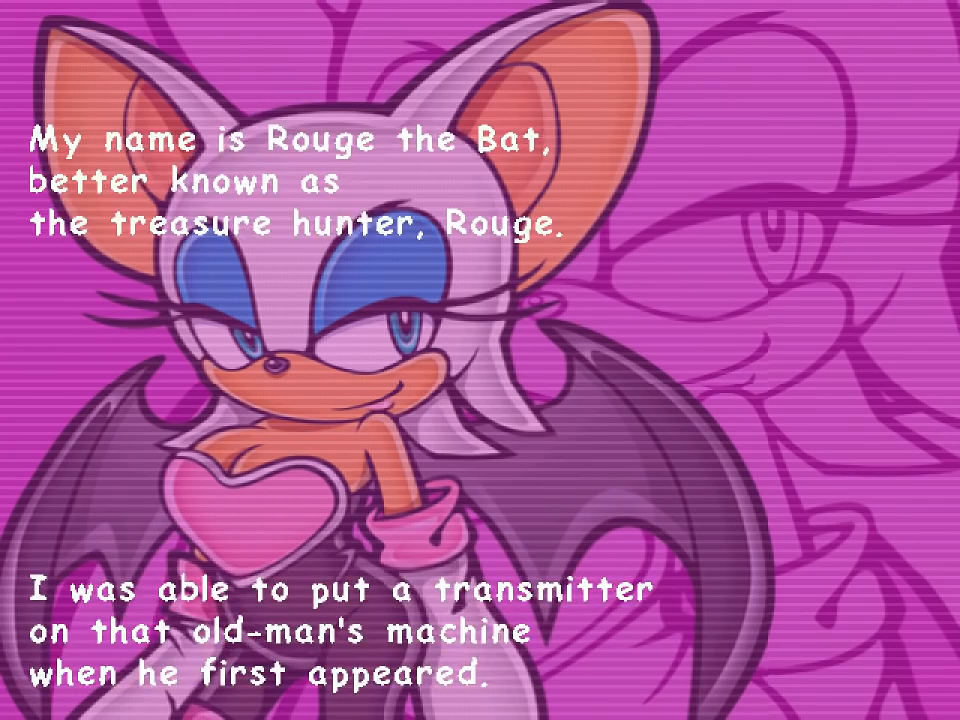 My name is Rouge the Bat,
better known as
the treasure hunter, Rouge.
I was able to put a transmitter
on that old-man's machine
when he first appeared.